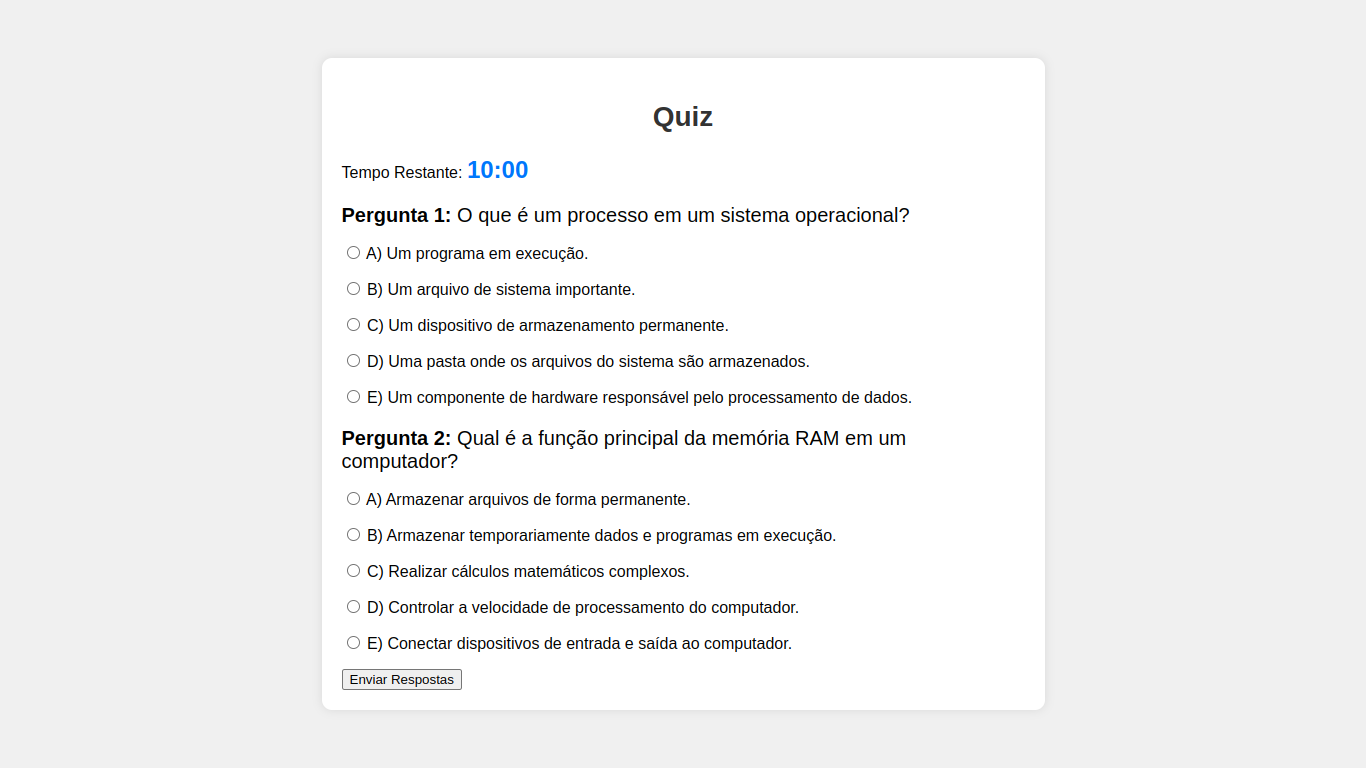 Quiz
Tempo Restante: 10:00
Pergunta 1: O que é um processo em um sistema operacional?
A) Um programa em execução.
B) Um arquivo de sistema importante.
C) Um dispositivo de armazenamento permanente.
D) Uma pasta onde os arquivos do sistema são armazenados.
E) Um componente de hardware responsável pelo processamento de dados.
Pergunta 2: Qual é a função principal da memória RAM em um
computador?
A) Armazenar arquivos de forma permanente.
B) Armazenar temporariamente dados e programas em execução.
C) Realizar cálculos matemáticos complexos.
D) Controlar a velocidade de processamento do computador.
E) Conectar dispositivos de entrada e saída ao computador.
Enviar Respostas